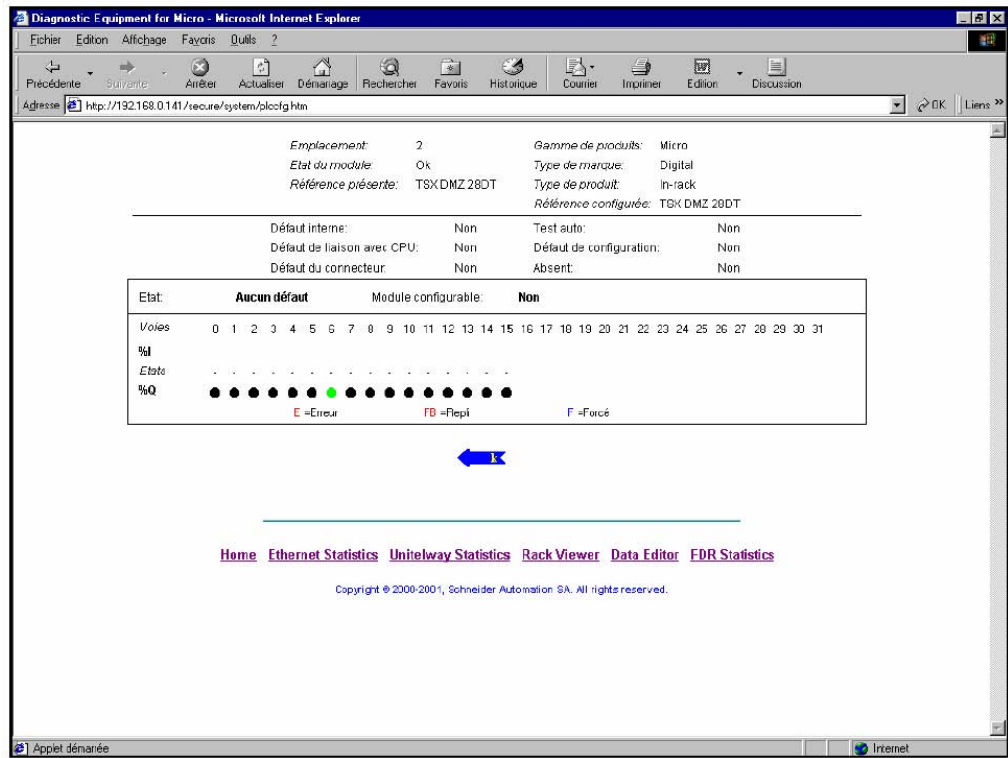 Diagnostic Equipment for Micro - Microsoft Internet Explorer
Fichier Edition Affichage Favoris Outils ?
Précédente Suivante Arrêter Actualiser Démarrage Rechercher Favoris Historique Courrier Imprimer Edition Discussion
Adresse http://192.168.0.141/secure/system/plccfg.htm OK Liens »
Emplacement: 2 Gamme de produits: Micro
Etat du module: Ok Type de marque: Digital
Référence présente: TSX DMZ 28DT Type de produit: In-rack
Référence configurée: TSX DMZ 28DT
Défaut interne: Non Test auto: Non
Défaut de liaison avec CPU: Non Défaut de configuration: Non
Défaut du connecteur: Non Absent: Non
Etat: Aucun défaut Module configurable: Non
Voies 0 1 2 3 4 5 6 7 8 9 10 11 12 13 14 15 16 17 18 19 20 21 22 23 24 25 26 27 28 29 30 31
%I
Etats - - - - - - - - - - - - - - - -
%Q
E =Erreur FB =Repli F =Forcé
k
Home Ethernet Statistics Unitelway Statistics Rack Viewer Data Editor FDR Statistics
Copyright © 2000-2001, Schneider Automation SA. All rights reserved.
Applet démarrée Internet